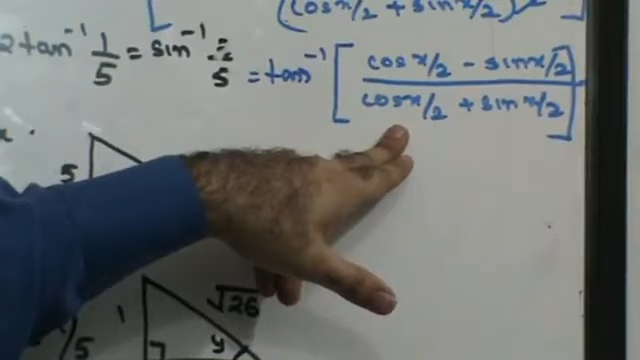 (cos x/2 + sin x/2)
2 tan⁻¹ 1/5 = sin⁻¹
5
= tan⁻¹ [ (cos x/2 - sin x/2) / (cos x/2 + sin x/2) ]
x.
5
1
√26
5
y